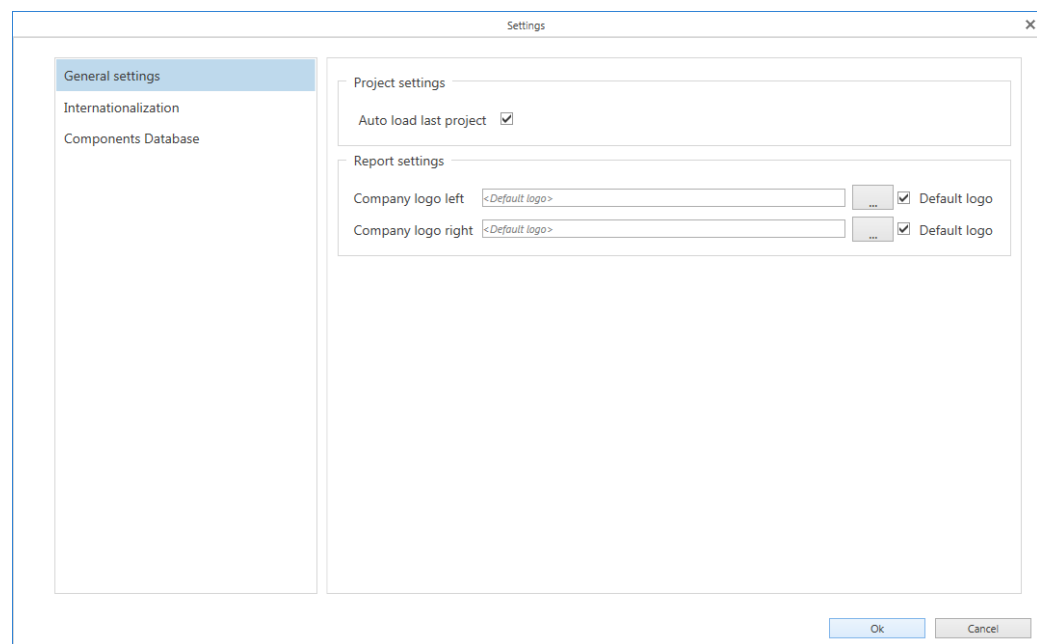 Settings
General settings
Internationalization
Components Database
Project settings
Auto load last project
Report settings
Company logo left <Default logo> ... Default logo
Company logo right <Default logo> ... Default logo
Ok Cancel